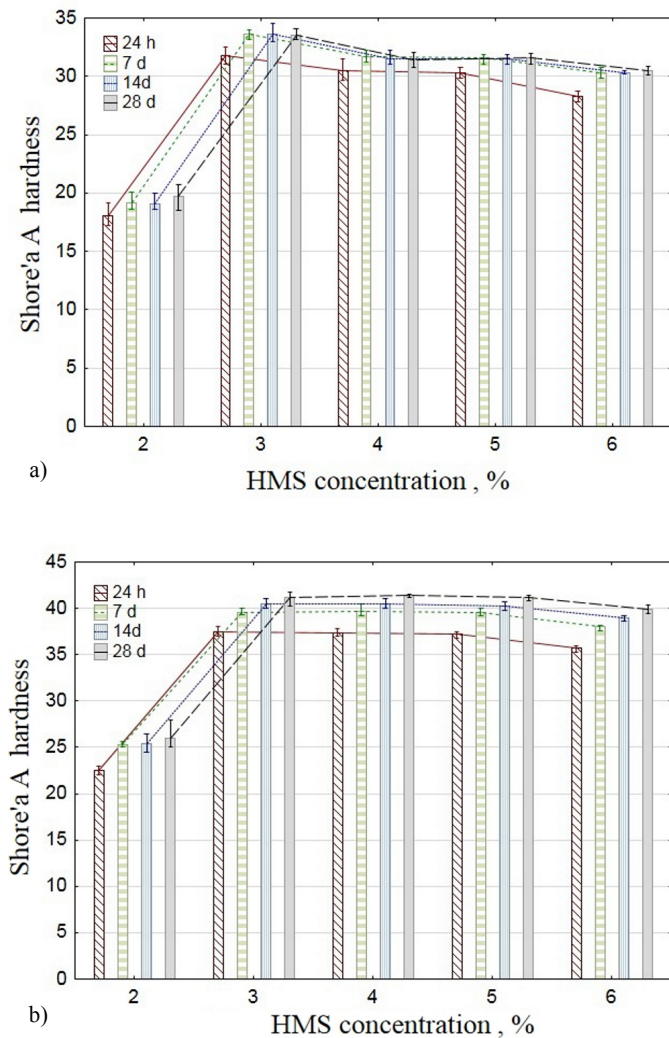 35
30
25
20
15
10
5
0
Shore'a A hardness
24 h
7 d
14d
28 d
2 3 4 5 6
a)
HMS concentration , %
45
40
35
30
25
20
15
10
5
0
Shore'a A hardness
24 h
7 d
14d
28 d
2 3 4 5 6
b)
HMS concentration , %